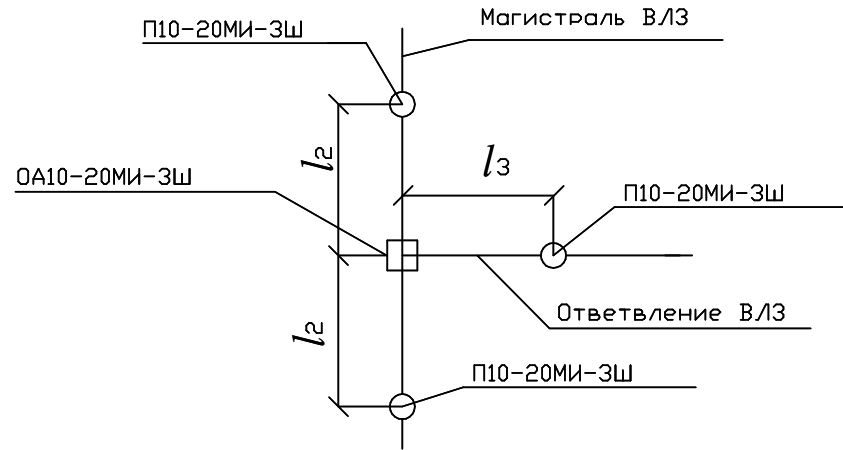 Магистраль ВЛЗ
П10-20МИ-3Ш
l2
l3
ОА10-20МИ-3Ш
П10-20МИ-3Ш
Ответвление ВЛЗ
l2
П10-20МИ-3Ш